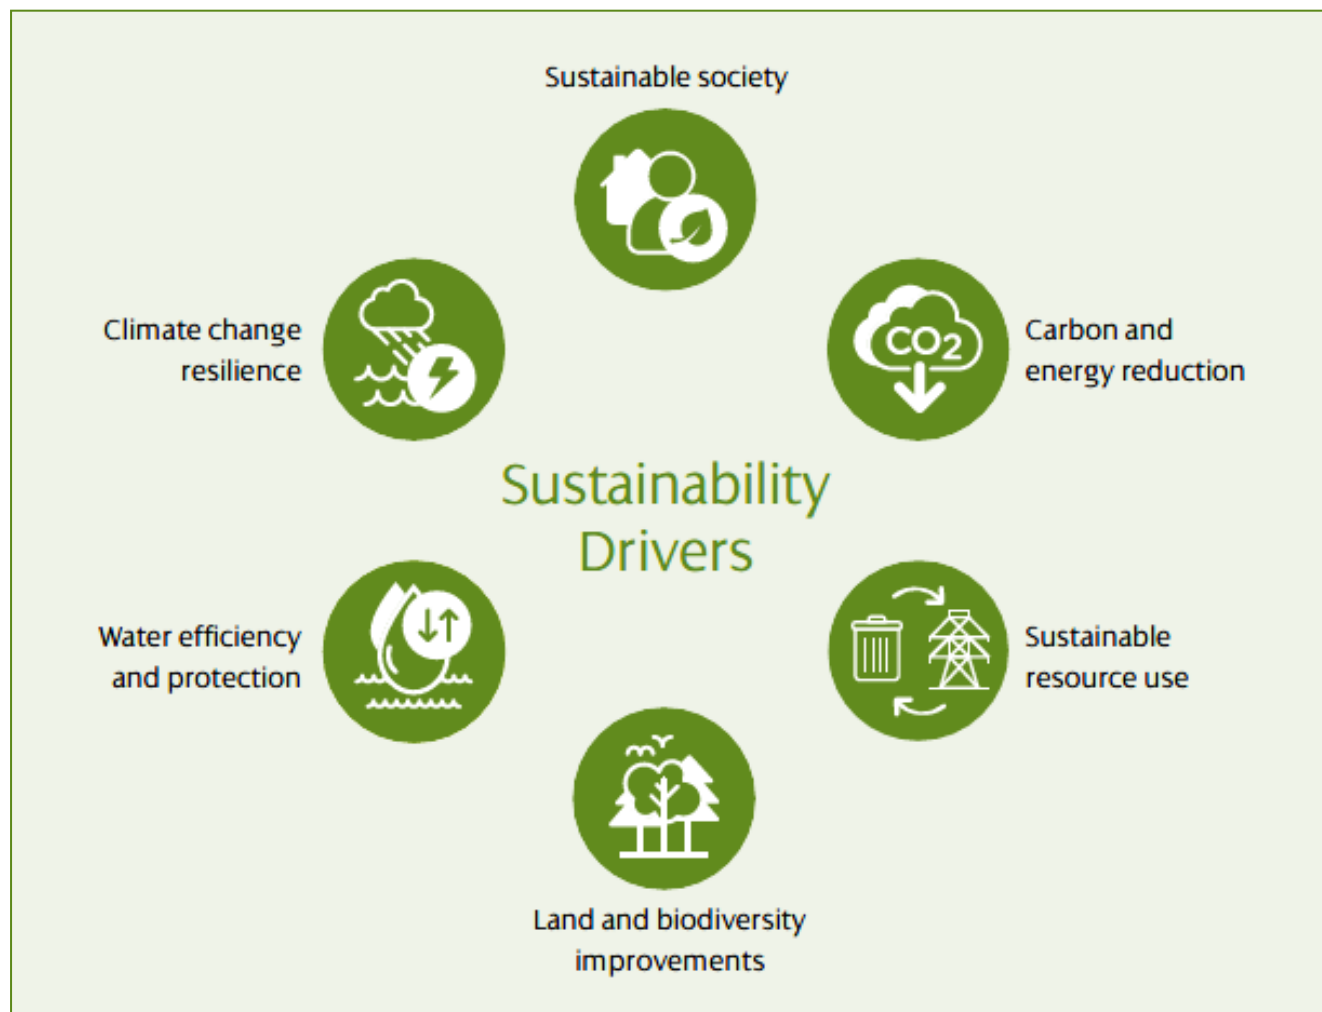 Sustainable society
Climate change
resilience
CO2
Carbon and
energy reduction
Sustainability
Drivers
Water efficiency
and protection
Sustainable
resource use
Land and biodiversity
improvements